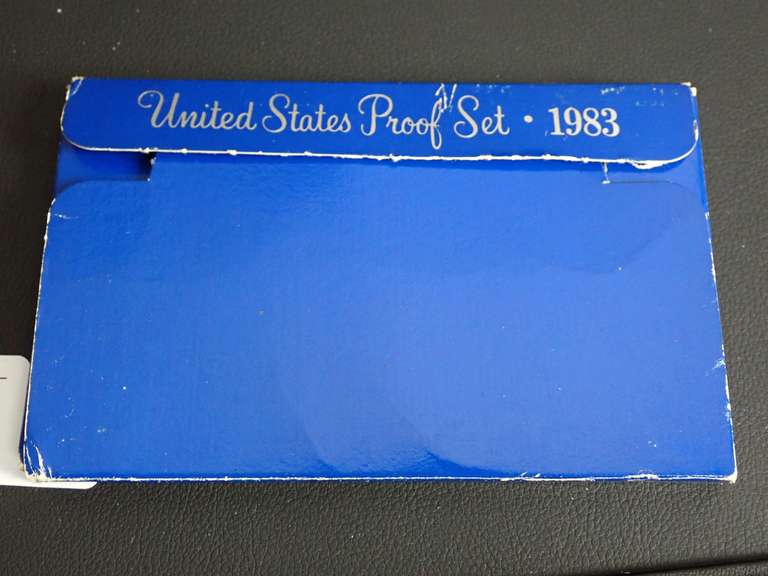 United States Proof Set • 1983